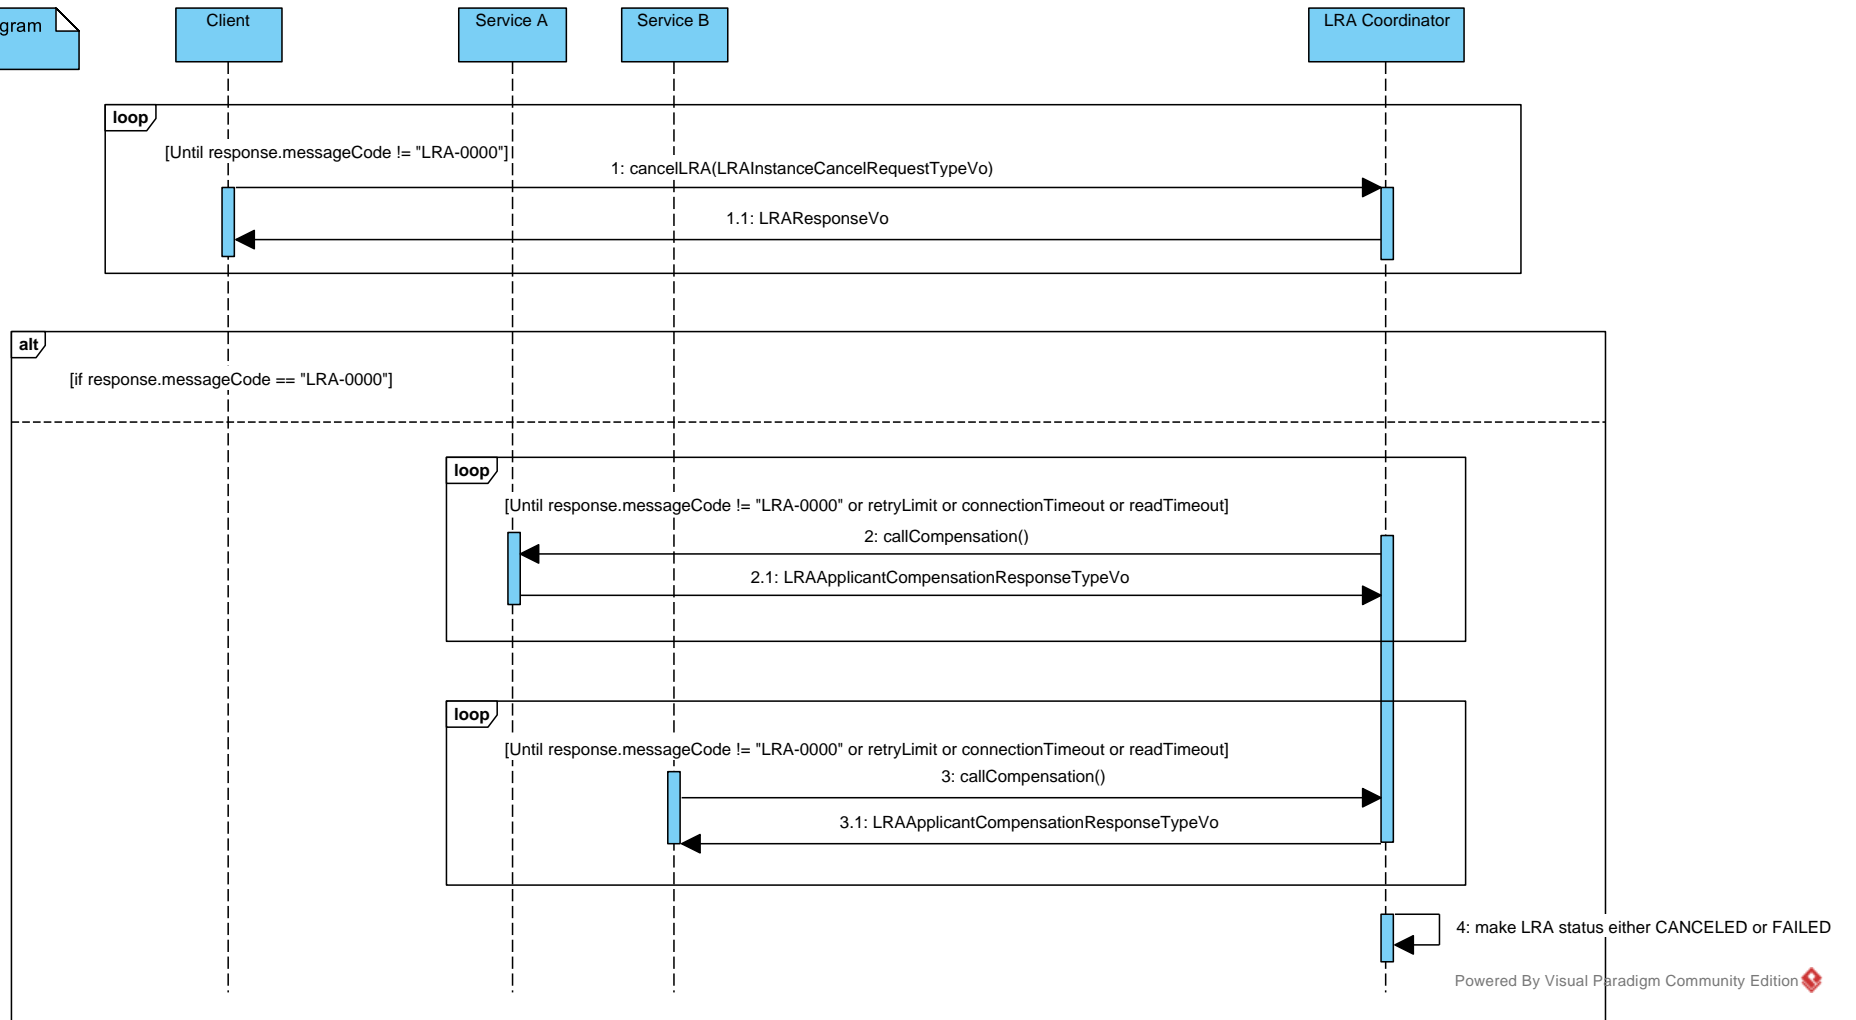 gram
Client
Service A
Service B
LRA Coordinator
loop
[Until response.messageCode != "LRA-0000"]
1: cancelLRA(LRAInstanceCancelRequestTypeVo)
1.1: LRAResponseVo
alt
[if response.messageCode == "LRA-0000"]
loop
[Until response.messageCode != "LRA-0000" or retryLimit or connectionTimeout or readTimeout]
2: callCompensation()
2.1: LRAApplicantCompensationResponseTypeVo
loop
[Until response.messageCode != "LRA-0000" or retryLimit or connectionTimeout or readTimeout]
3: callCompensation()
3.1: LRAApplicantCompensationResponseTypeVo
4: make LRA status either CANCELED or FAILED
Powered By Visual Paradigm Community Edition